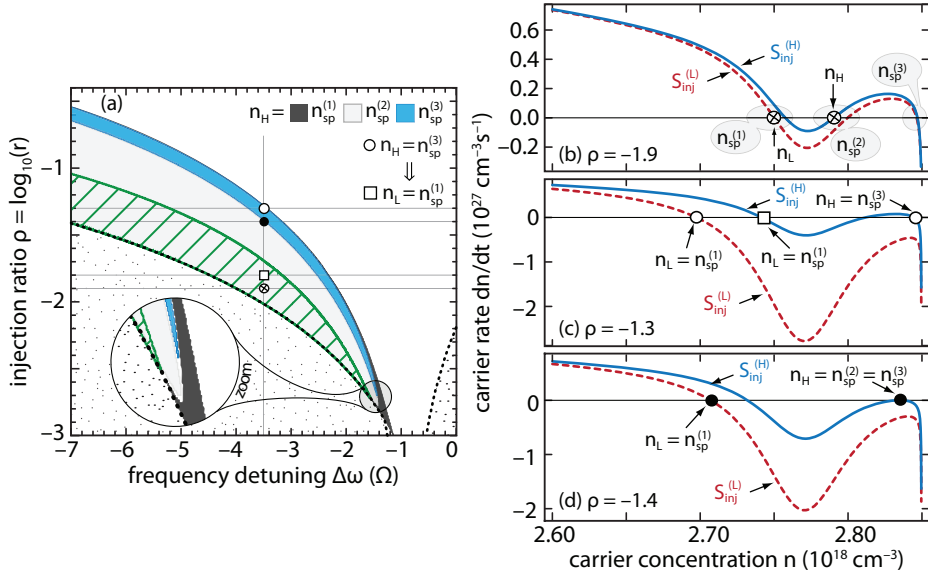 (a)
n_H = n_sp^(1) n_sp^(2) n_sp^(3)
n_H = n_sp^(3)
⇓
n_L = n_sp^(1)
zoom
−1
−2
−3
−7 −6 −5 −4 −3 −2 −1 0
injection ratio ρ = log₁₀(r)
frequency detuning Δω (Ω)
carrier rate dn/dt (10^27 cm^−3 s^−1)
0.6
0.4
0.2
0.0
−0.2
S_inj^(H)
S_inj^(L)
n_H
n_sp^(3)
n_sp^(1)
n_L
n_sp^(2)
(b) ρ = −1.9
0
−1
−2
S_inj^(H)
n_H = n_sp^(3)
n_L = n_sp^(1)
n_L = n_sp^(1)
S_inj^(L)
(c) ρ = −1.3
0
−1
−2
S_inj^(H)
n_H = n_sp^(2) = n_sp^(3)
n_L = n_sp^(1)
S_inj^(L)
(d) ρ = −1.4
2.60 2.70 2.80
carrier concentration n (10^18 cm^−3)